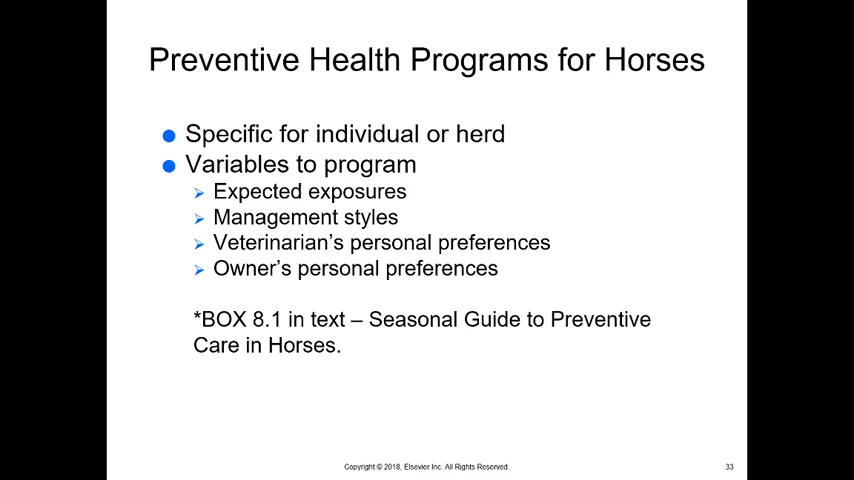 Preventive Health Programs for Horses
Specific for individual or herd
Variables to program
Expected exposures
Management styles
Veterinarian's personal preferences
Owner's personal preferences
*BOX 8.1 in text – Seasonal Guide to Preventive
Care in Horses.
Copyright © 2018, Elsevier Inc. All Rights Reserved.
33